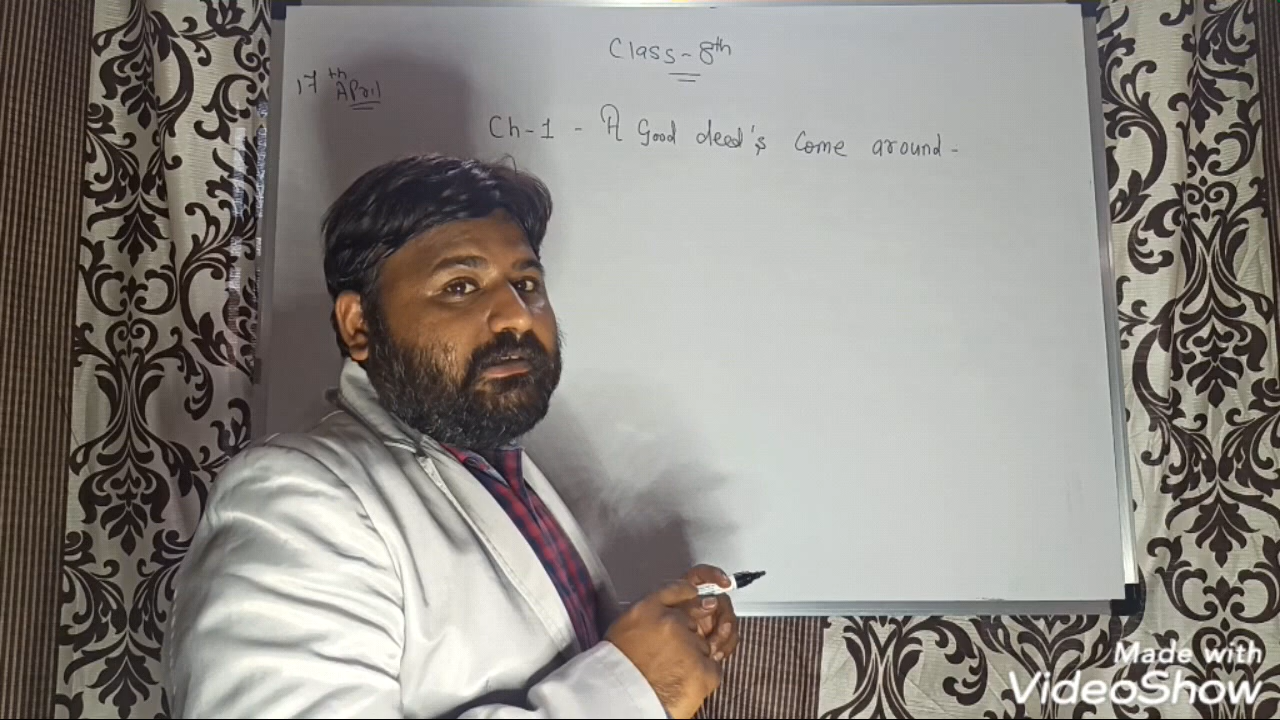 Class - 8th
17th April
Ch-1 - A Good deed's Come around -
Made with
VideoShow